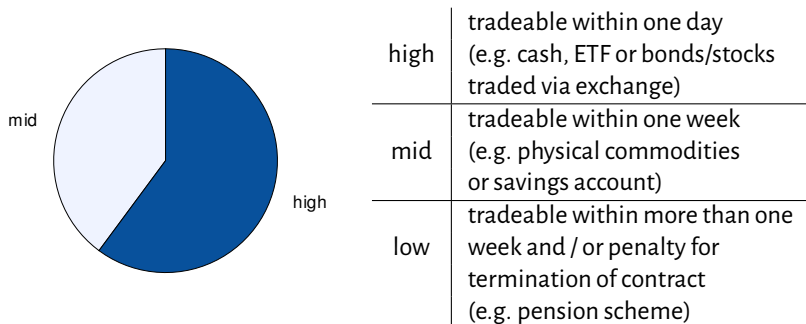 mid
high
high
tradeable within one day
(e.g. cash, ETF or bonds/stocks
traded via exchange)
mid
tradeable within one week
(e.g. physical commodities
or savings account)
low
tradeable within more than one
week and / or penalty for
termination of contract
(e.g. pension scheme)